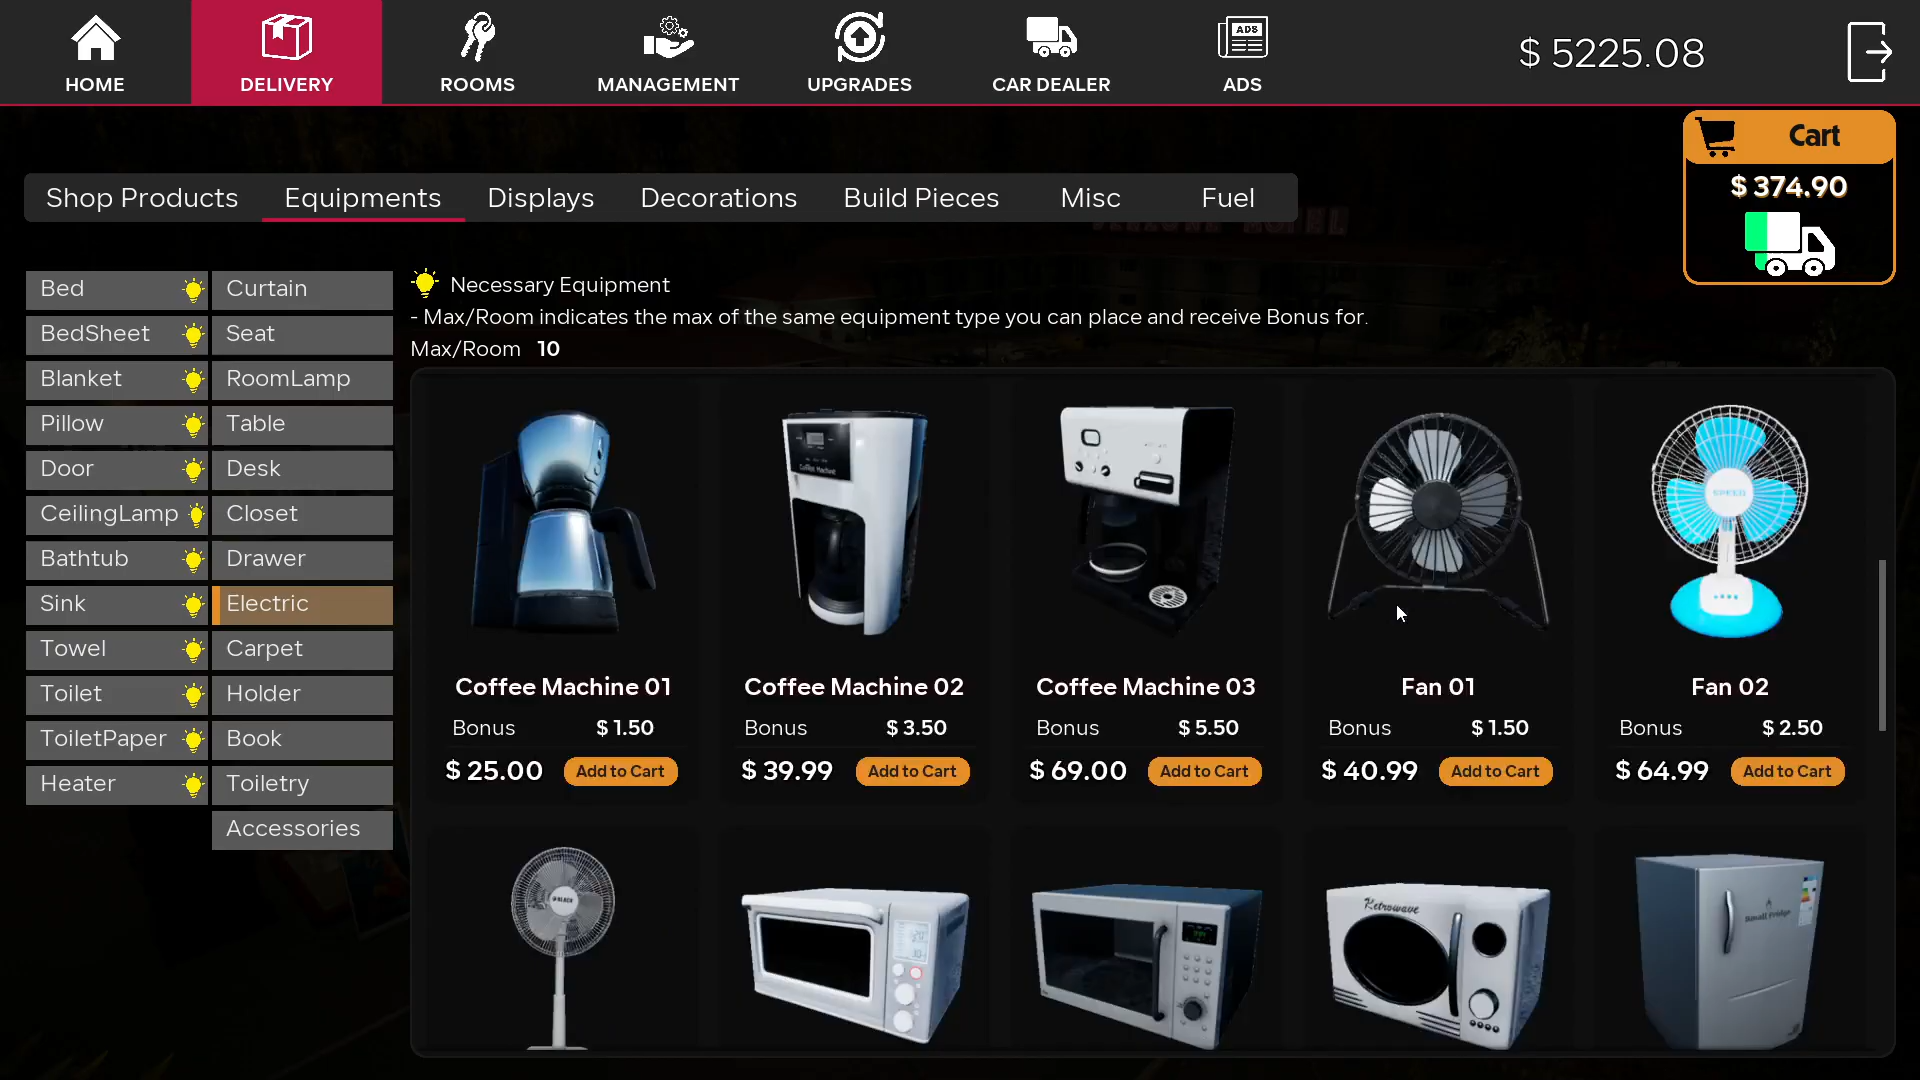 HOME
DELIVERY
ROOMS
MANAGEMENT
UPGRADES
CAR DEALER
ADS
ADS
$ 5225.08
Cart
$ 374.90
Shop Products
Equipments
Displays
Decorations
Build Pieces
Misc
Fuel
Bed
BedSheet
Blanket
Pillow
Door
CeilingLamp
Bathtub
Sink
Towel
Toilet
ToiletPaper
Heater
Curtain
Seat
RoomLamp
Table
Desk
Closet
Drawer
Electric
Carpet
Holder
Book
Toiletry
Accessories
Necessary Equipment
- Max/Room indicates the max of the same equipment type you can place and receive Bonus for.
Max/Room 10
Coffee Machine 01
Bonus $ 1.50
$ 25.00 Add to Cart
Coffee Machine
Coffee Machine 02
Bonus $ 3.50
$ 39.99 Add to Cart
Coffee Machine 03
Bonus $ 5.50
$ 69.00 Add to Cart
Fan 01
Bonus $ 1.50
$ 40.99 Add to Cart
SPEED
Fan 02
Bonus $ 2.50
$ 64.99 Add to Cart
BLACK
Retrowave
Small Fridge